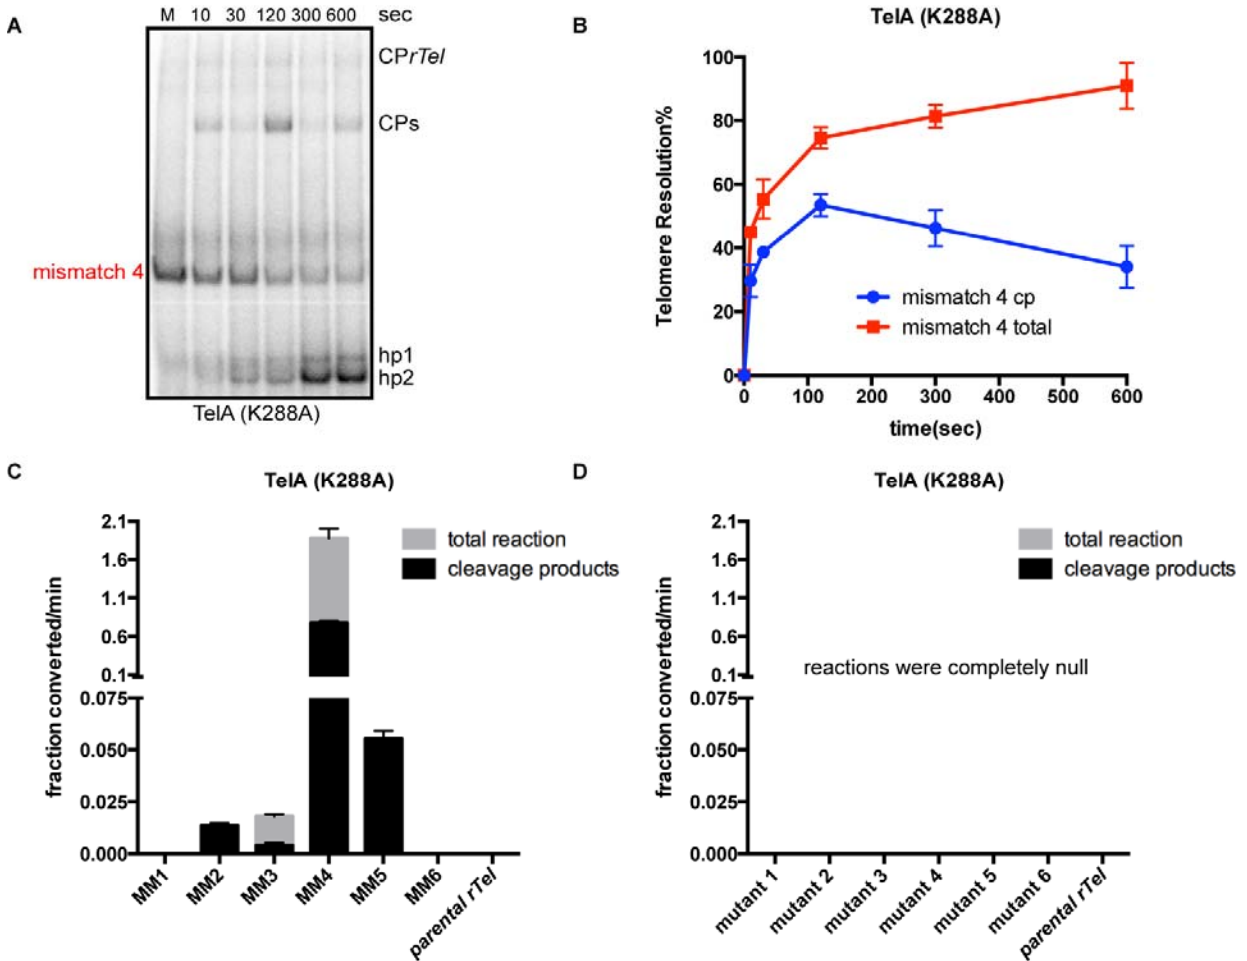 A
M 10 30 120 300 600 sec
CPrTel
CPs
mismatch 4
hp1
hp2
TelA (K288A)
B
TelA (K288A)
Telomere Resolution%
100
80
60
40
20
0
mismatch 4 cp
mismatch 4 total
0 100 200 300 400 500 600
time(sec)
C
TelA (K288A)
fraction converted/min
2.1
1.6
1.1
0.6
0.1
0.075
0.050
0.025
0.000
total reaction
cleavage products
MM1 MM2 MM3 MM4 MM5 MM6 parental rTel
D
TelA (K288A)
fraction converted/min
2.1
1.6
1.1
0.6
0.1
0.075
0.050
0.025
0.000
total reaction
cleavage products
reactions were completely null
mutant 1 mutant 2 mutant 3 mutant 4 mutant 5 mutant 6 parental rTel